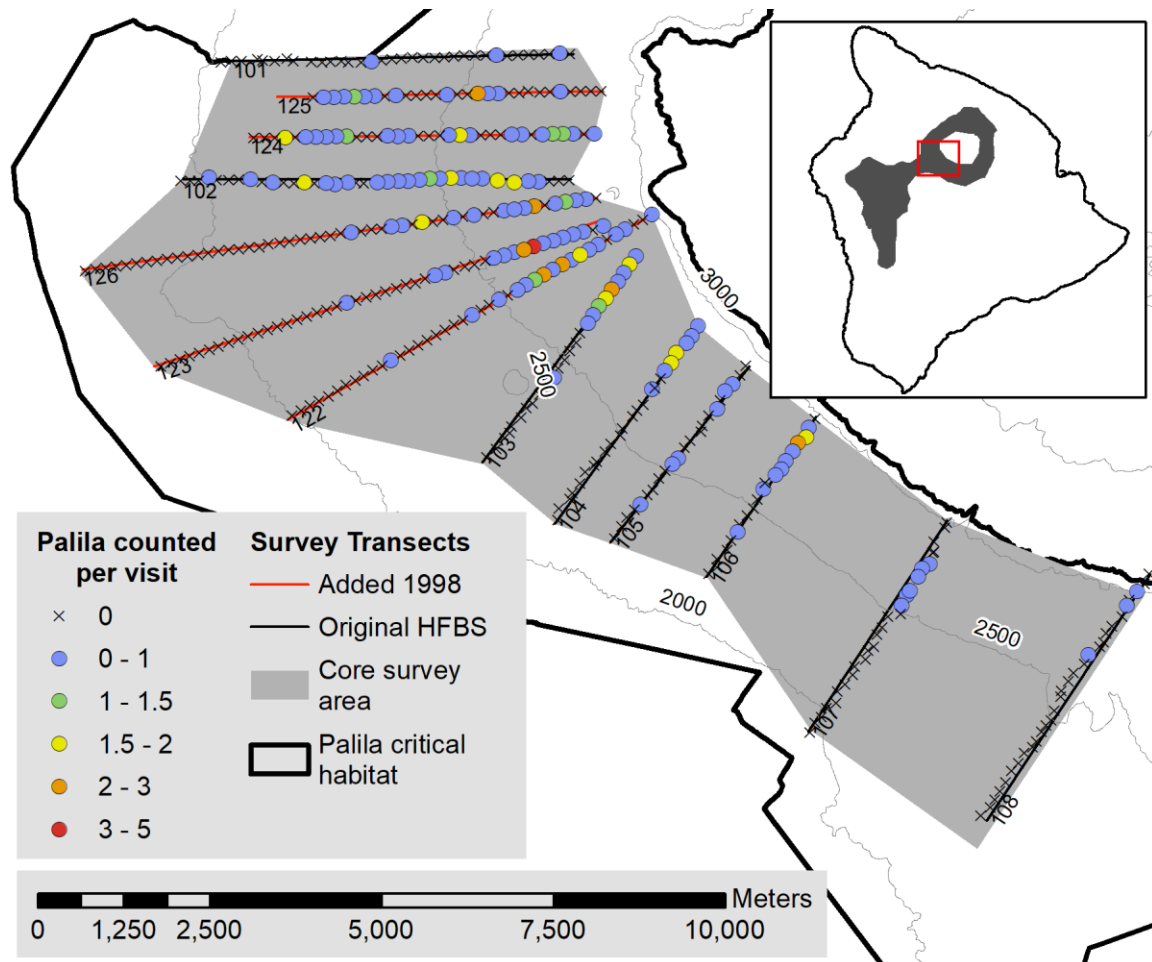 101
125
124
102
126
123
122
103
104
105
106
107
108
3000
2500
2000
2500
Palila counted
per visit
0
0 - 1
1 - 1.5
1.5 - 2
2 - 3
3 - 5
Survey Transects
Added 1998
Original HFBS
Core survey
area
Palila critical
habitat
Meters
0 1,250 2,500 5,000 7,500 10,000